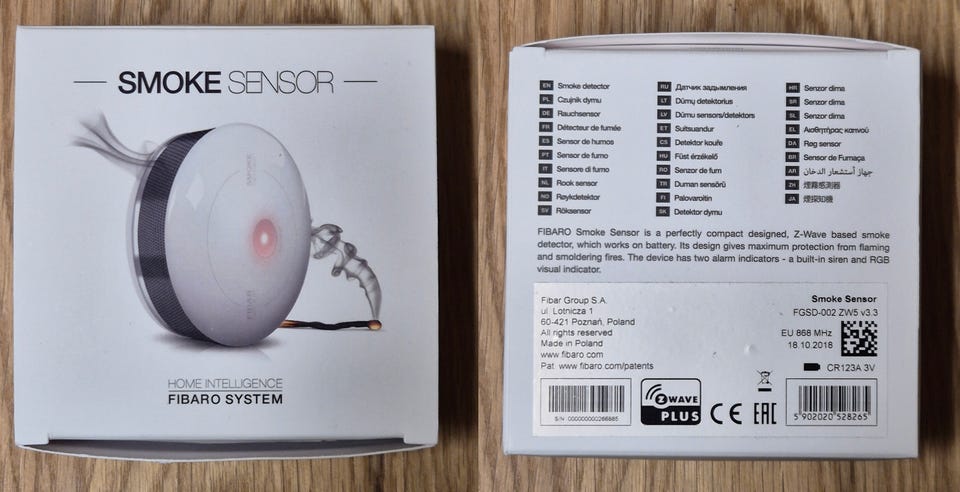 SMOKE SENSOR
SMOKE
FIBARO
HOME INTELLIGENCE
FIBARO SYSTEM
EN Smoke detector
PL Czujnik dymu
DE Rauchsensor
FR Détecteur de fumée
ES Sensor de humos
PT Sensor de fumo
IT Sensore di fumo
NL Rook sensor
NO Røykdetektor
SV Röksensor
RU Датчик задымления
LT Dūmų detektorius
LV Dūmu sensors/detektors
ET Suitsuandur
CS Detektor kouře
HU Füst érzékelő
RO Senzor de fum
TR Duman sensörü
FI Palovaroitin
SK Detektor dymu
HR Senzor dima
SR Senzor dima
SL Senzor dima
EL Αισθητήρας καπνού
DA Røg sensor
BR Sensor de Fumaça
AR جهاز أستشعار الدخان
ZH 煙霧感測器
JA 煙探知機
FIBARO Smoke Sensor is a perfectly compact designed, Z-Wave based smoke
detector, which works on battery. Its design gives maximum protection from flaming
and smoldering fires. The device has two alarm indicators - a built-in siren and RGB
visual indicator.
Fibar Group S.A.
ul. Lotnicza 1
60-421 Poznań, Poland
All rights reserved
Made in Poland
www.fibaro.com
Pat. www.fibaro.com/patents
Smoke Sensor
FGSD-002 ZW5 v3.3
EU 868 MHz
18.10.2018
CR123A 3V
Z WAVE
PLUS
CE EAC
5 902020 528265